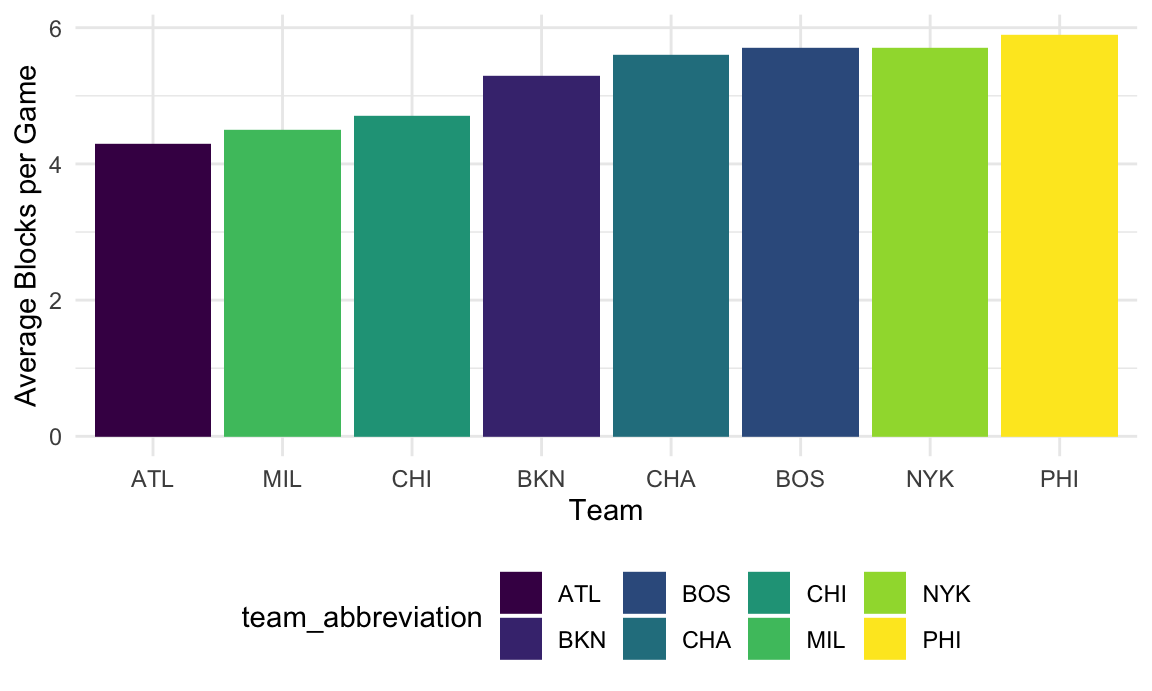 Average Blocks per Game
6
4
2
0
ATL MIL CHI BKN CHA BOS NYK PHI
Team
team_abbreviation
ATL BOS CHI NYK
BKN CHA MIL PHI